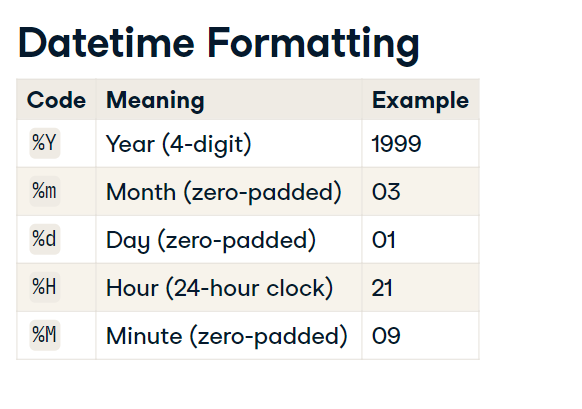 Datetime Formatting
Code Meaning Example
%Y Year (4-digit) 1999
%m Month (zero-padded) 03
%d Day (zero-padded) 01
%H Hour (24-hour clock) 21
%M Minute (zero-padded) 09